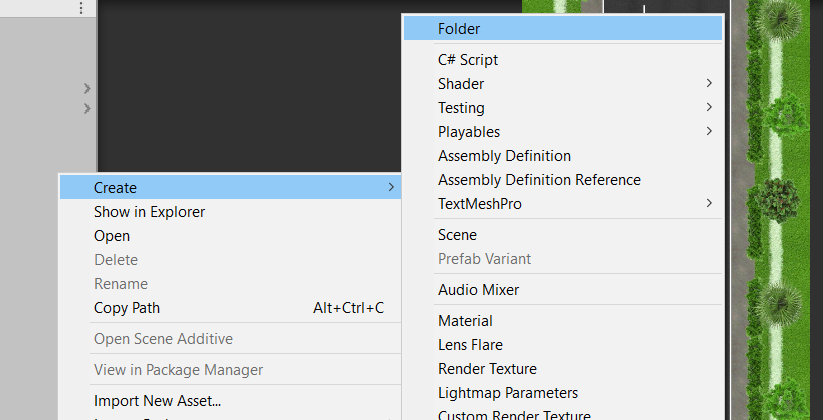 Folder
C# Script
Shader
Testing
Playables
Assembly Definition
Assembly Definition Reference
TextMeshPro
Scene
Prefab Variant
Audio Mixer
Material
Lens Flare
Render Texture
Lightmap Parameters
Custom Render Texture
Create
Show in Explorer
Open
Delete
Rename
Copy Path Alt+Ctrl+C
Open Scene Additive
View in Package Manager
Import New Asset...